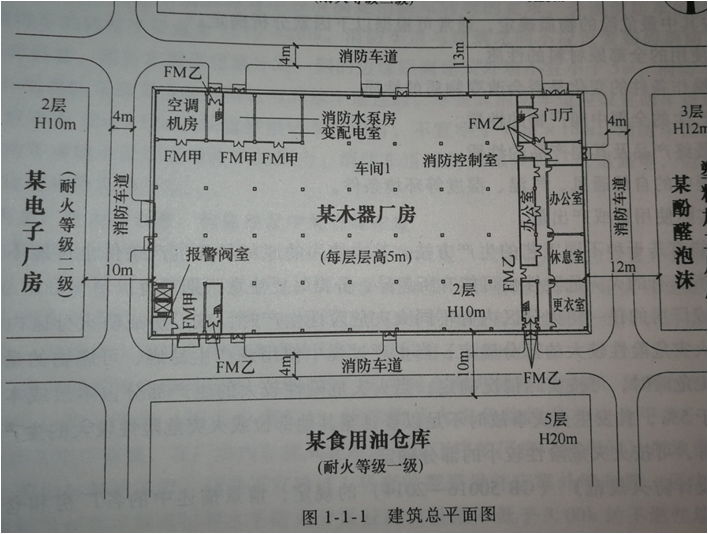 消防车道
4m
13m
FM乙
2层
H10m
4m
空调
机房
消防水泵房
变配电室
FM乙
门厅
4m
3层
H12m
FM甲
FM甲
FM甲
消防控制室
车间1
某电子厂房
(耐火等级二级)
消防车道
某木器厂房
(每层层高5m)
办公室
办公室
消防车道
某酚醛泡沫
10m
报警阀室
FM乙
休息室
12m
FM甲
2层
H10m
更衣室
FM乙
4m
消防车道
10m
FM乙
某食用油仓库
(耐火等级一级)
5层
H20m
图 1-1-1 建筑总平面图